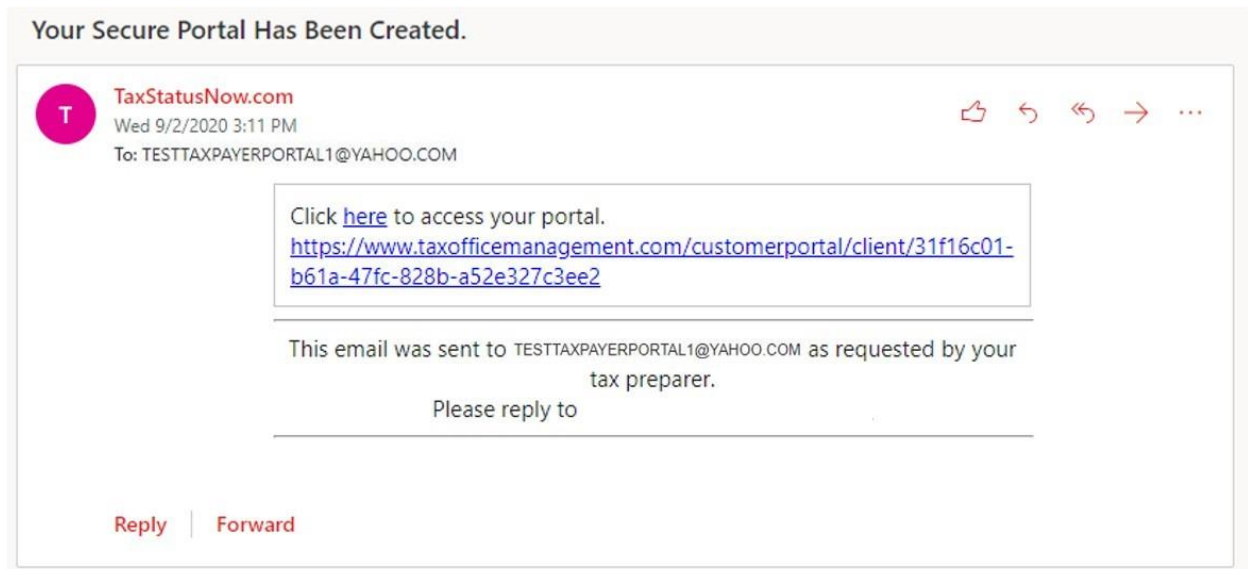 Your Secure Portal Has Been Created.
T
TaxStatusNow.com
Wed 9/2/2020 3:11 PM
To: TESTTAXPAYERPORTAL1@YAHOO.COM
Click here to access your portal.
https://www.taxofficemanagement.com/customerportal/client/31f16c01-
b61a-47fc-828b-a52e327c3ee2
This email was sent to TESTTAXPAYERPORTAL1@YAHOO.COM as requested by your
tax preparer.
Please reply to
Reply Forward